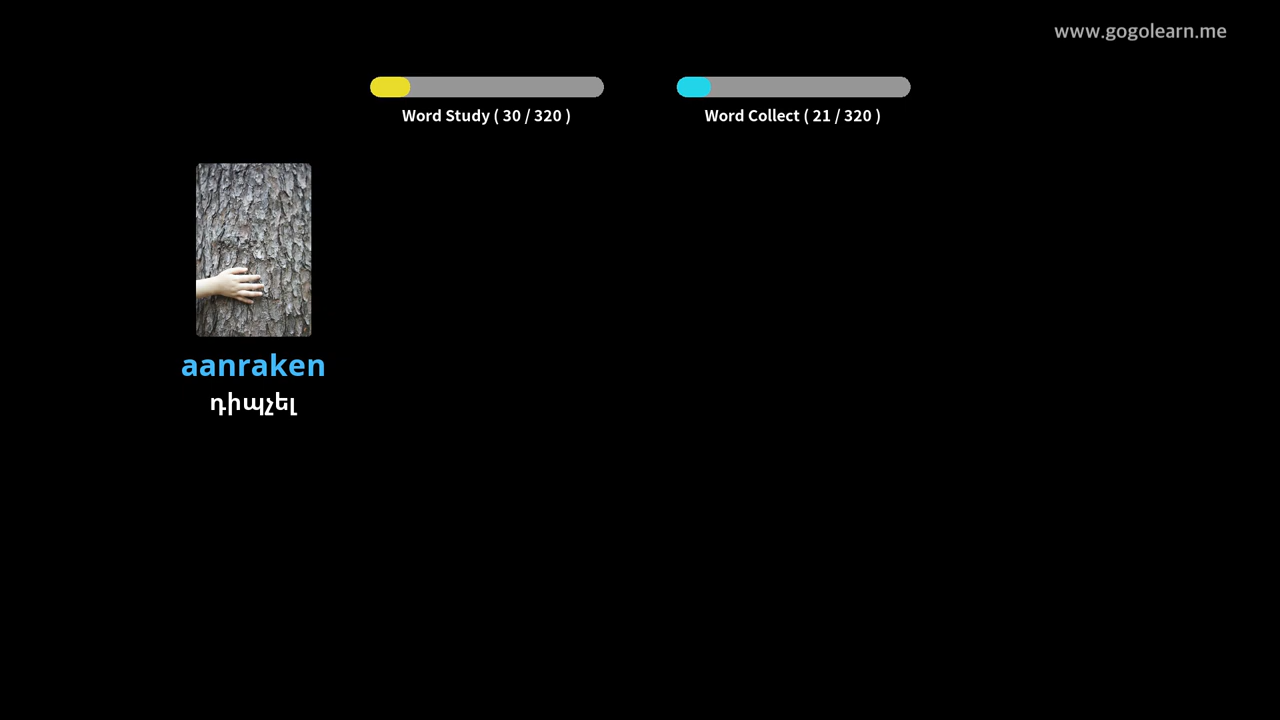 www.gogolearn.me
Word Study ( 30 / 320 )
Word Collect ( 21 / 320 )
aanraken
դիպչել